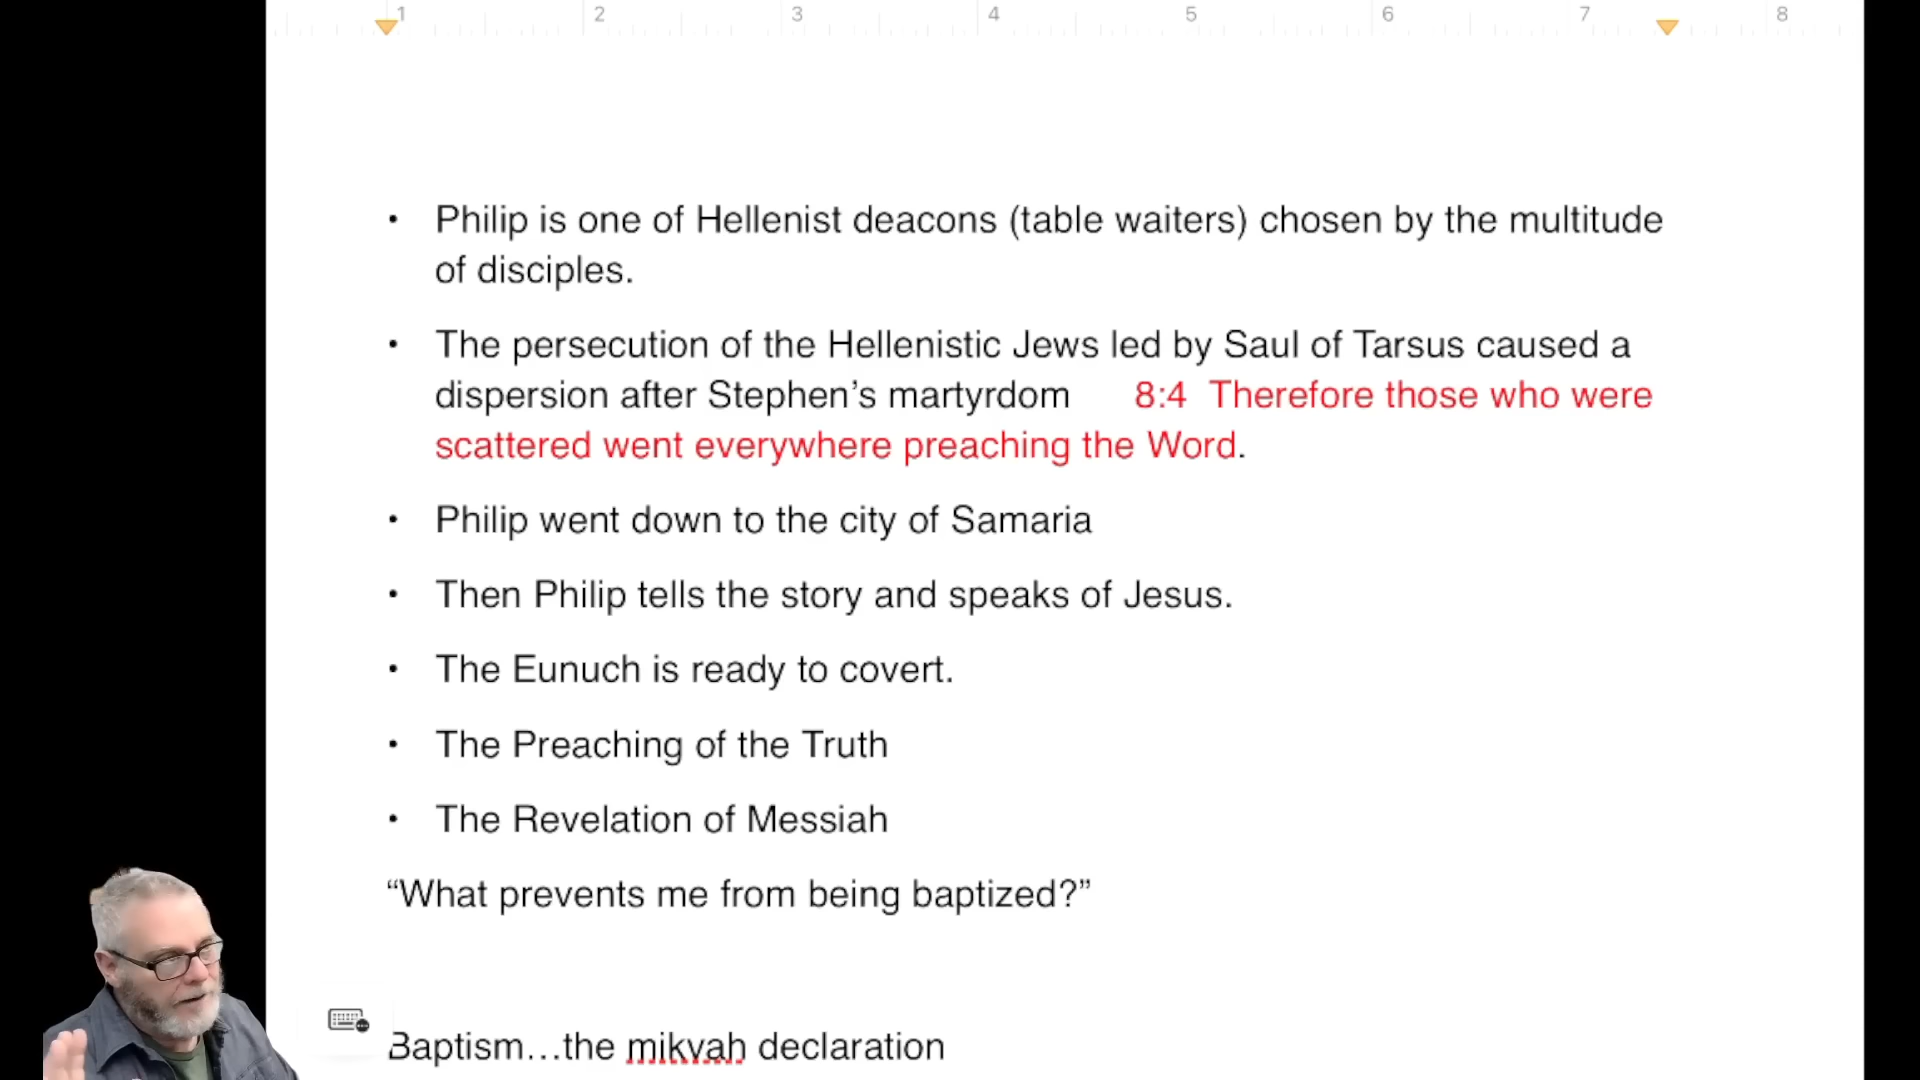 1 2 3 4 5 6 7 8
• Philip is one of Hellenist deacons (table waiters) chosen by the multitude
of disciples.
• The persecution of the Hellenistic Jews led by Saul of Tarsus caused a
dispersion after Stephen’s martyrdom 8:4 Therefore those who were
scattered went everywhere preaching the Word.
• Philip went down to the city of Samaria
• Then Philip tells the story and speaks of Jesus.
• The Eunuch is ready to covert.
• The Preaching of the Truth
• The Revelation of Messiah
“What prevents me from being baptized?”
Baptism…the mikvah declaration